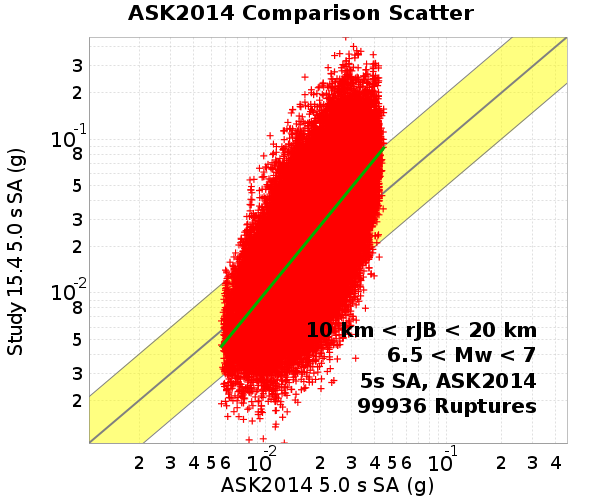 ASK2014 Comparison Scatter
3
2
10-1
8
5
3
2
10-2
8
5
3
2
Study 15.4 5.0 s SA (g)
10 km < rJB < 20 km
6.5 < Mw < 7
5s SA, ASK2014
99936 Ruptures
2 3 4 5 6 10-2 2 3 4 5 6 10-1 2 3 4
ASK2014 5.0 s SA (g)